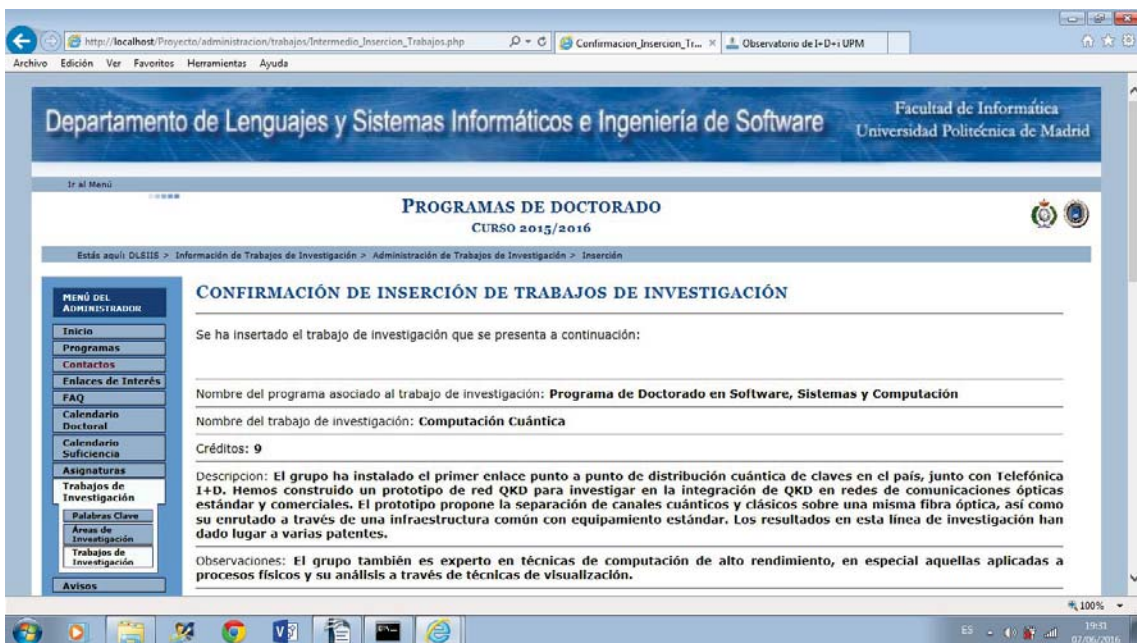 http://localhost/Proyecto/administracion/trabajos/Intermedio_Insercion_Trabajos.php
Confirmacion_Insercion_Tr...
Observatorio de I+D+i UPM
Archivo Edición Ver Favoritos Herramientas Ayuda
Departamento de Lenguajes y Sistemas Informáticos e Ingeniería de Software
Facultad de Informática
Universidad Politécnica de Madrid
Ir al Menú
PROGRAMAS DE DOCTORADO
CURSO 2015/2016
Estás aquí: DLSIIS > Información de Trabajos de Investigación > Administración de Trabajos de Investigación > Inserción
MENÚ DEL
ADMINISTRADOR
Inicio
Programas
Contactos
Enlaces de Interés
FAQ
Calendario
Doctoral
Calendario
Suficiencia
Asignaturas
Trabajos de
Investigación
Palabras Clave
Áreas de
Investigación
Trabajos de
Investigación
Avisos
CONFIRMACIÓN DE INSERCIÓN DE TRABAJOS DE INVESTIGACIÓN
Se ha insertado el trabajo de investigación que se presenta a continuación:
Nombre del programa asociado al trabajo de investigación: Programa de Doctorado en Software, Sistemas y Computación
Nombre del trabajo de investigación: Computación Cuántica
Créditos: 9
Descripcion: El grupo ha instalado el primer enlace punto a punto de distribución cuántica de claves en el país, junto con Telefónica
I+D. Hemos construido un prototipo de red QKD para investigar en la integración de QKD en redes de comunicaciones ópticas
estándar y comerciales. El prototipo propone la separación de canales cuánticos y clásicos sobre una misma fibra óptica, así como
su enrutado a través de una infraestructura común con equipamiento estándar. Los resultados en esta línea de investigación han
dado lugar a varias patentes.
Observaciones: El grupo también es experto en técnicas de computación de alto rendimiento, en especial aquellas aplicadas a
procesos físicos y su análisis a través de técnicas de visualización.
100%
ES
19:31
07/06/2016